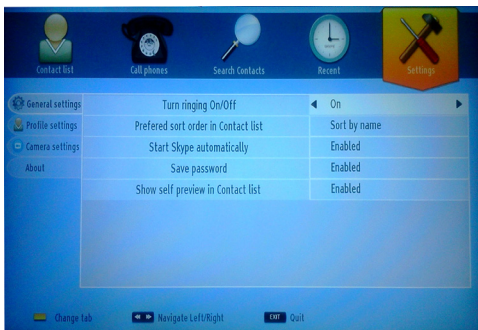 Contact list Call phones Search Contacts Recent Settings
General settings Turn ringing On/Off On
Profile settings Prefered sort order in Contact list Sort by name
Camera settings Start Skype automatically Enabled
About Save password Enabled
Show self preview in Contact list Enabled
Change tab Navigate Left/Right EXIT Quit